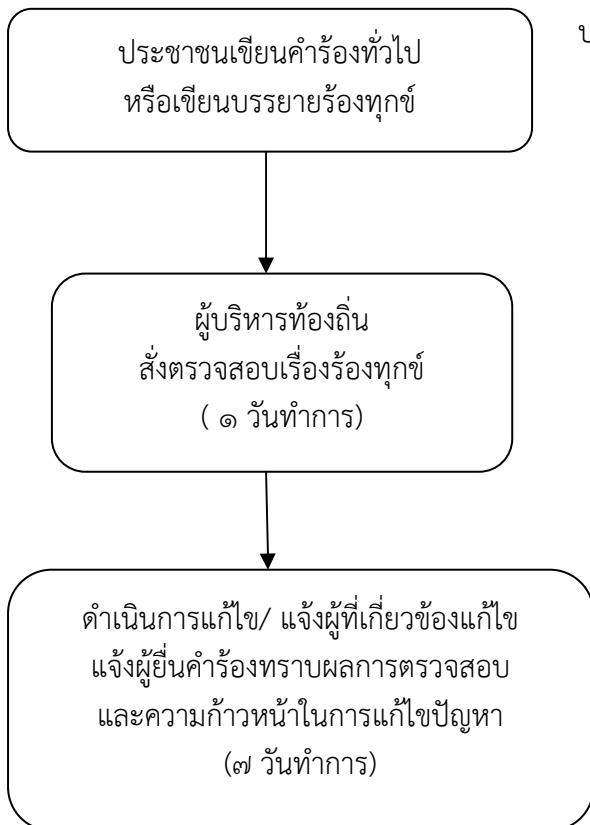 ประชาชนเขียนคำร้องทั่วไป
หรือเขียนบรรยายร้องทุกข์
ผู้บริหารท้องถิ่น
สั่งตรวจสอบเรื่องร้องทุกข์
( ๑ วันทำการ)
ดำเนินการแก้ไข/ แจ้งผู้ที่เกี่ยวข้องแก้ไข
แจ้งผู้ยื่นคำร้องทราบผลการตรวจสอบ
และความก้าวหน้าในการแก้ไขปัญหา
(๗ วันทำการ)